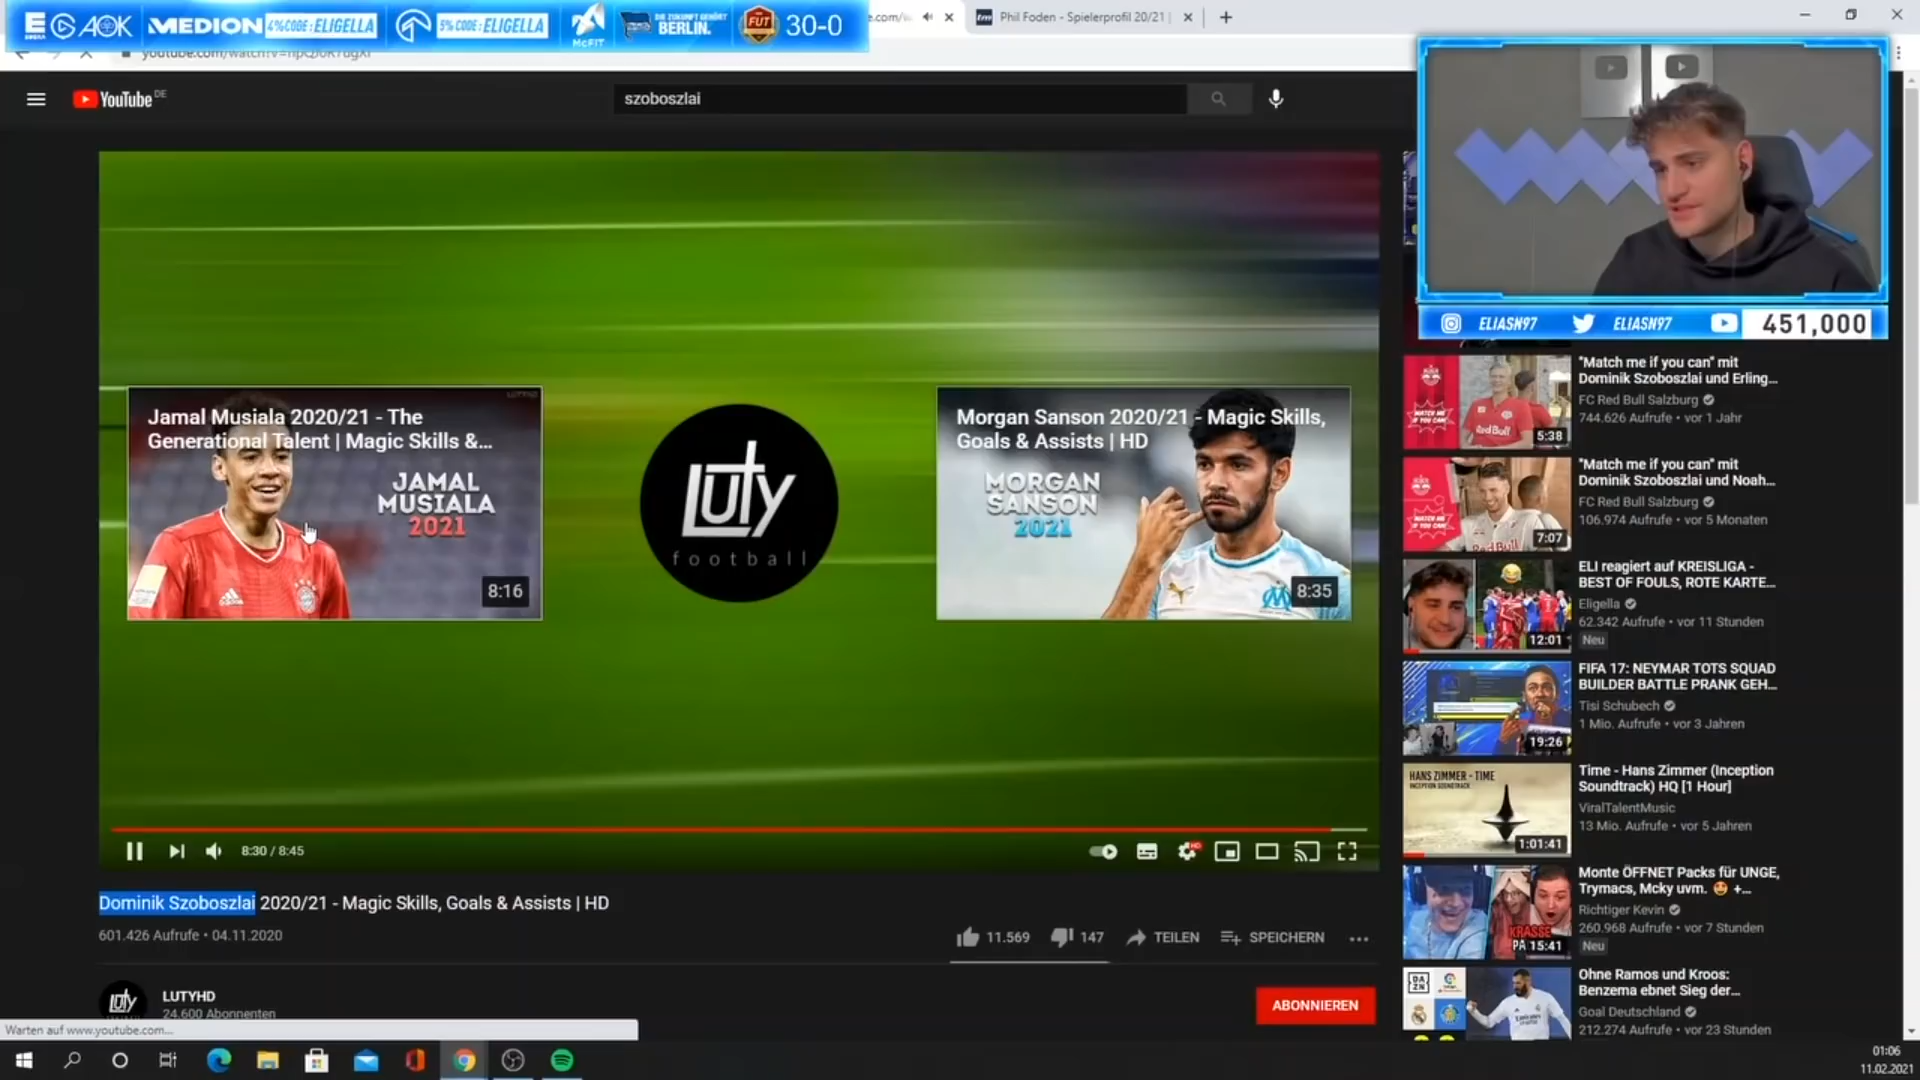 AOK
MEDION
4% CODE: ELIGELLA
5% CODE: ELIGELLA
McFIT
DIE ZUKUNFT GEHÖRT
BERLIN.
FUT
30-0
Phil Foden - Spielerprofil 20/21 |
YouTube DE
szoboszlai
ELIASN97
ELIASN97
451,000
Jamal Musiala 2020/21 - The
Generational Talent | Magic Skills &...
JAMAL
MUSIALA
2021
8:16
Luty
football
Morgan Sanson 2020/21 - Magic Skills,
Goals & Assists | HD
MORGAN
SANSON
2021
8:35
8:30 / 8:45
Dominik Szoboszlai 2020/21 - Magic Skills, Goals & Assists | HD
601.426 Aufrufe • 04.11.2020
11.569
147
TEILEN
SPEICHERN
LUTYHD
24.600 Abonnenten
ABONNIEREN
"Match me if you can" mit
Dominik Szoboszlai und Erling...
FC Red Bull Salzburg
744.626 Aufrufe • vor 1 Jahr
5:38
"Match me if you can" mit
Dominik Szoboszlai und Noah...
FC Red Bull Salzburg
106.974 Aufrufe • vor 5 Monaten
7:07
ELI reagiert auf KREISLIGA -
BEST OF FOULS, ROTE KARTE...
Eligella
62.342 Aufrufe • vor 11 Stunden
Neu
12:01
FIFA 17: NEYMAR TOTS SQUAD
BUILDER BATTLE PRANK GEH...
Tisi Schubech
1 Mio. Aufrufe • vor 3 Jahren
19:26
HANS ZIMMER - TIME
INCEPTION SOUNDTRACK
Time - Hans Zimmer (Inception
Soundtrack) HQ [1 Hour]
ViralTalentMusic
13 Mio. Aufrufe • vor 5 Jahren
1:01:41
Monte ÖFFNET Packs für UNGE,
Trymacs, Mcky uvm. 🤩 +...
Richtiger Kevin
260.968 Aufrufe • vor 7 Stunden
Neu
KRASSE
PA 15:41
DAZN
Ohne Ramos und Kroos:
Benzema ebnet Sieg der...
Goal Deutschland
212.274 Aufrufe • vor 23 Stunden
Warten auf www.youtube.com...
01:06
11.02.2021